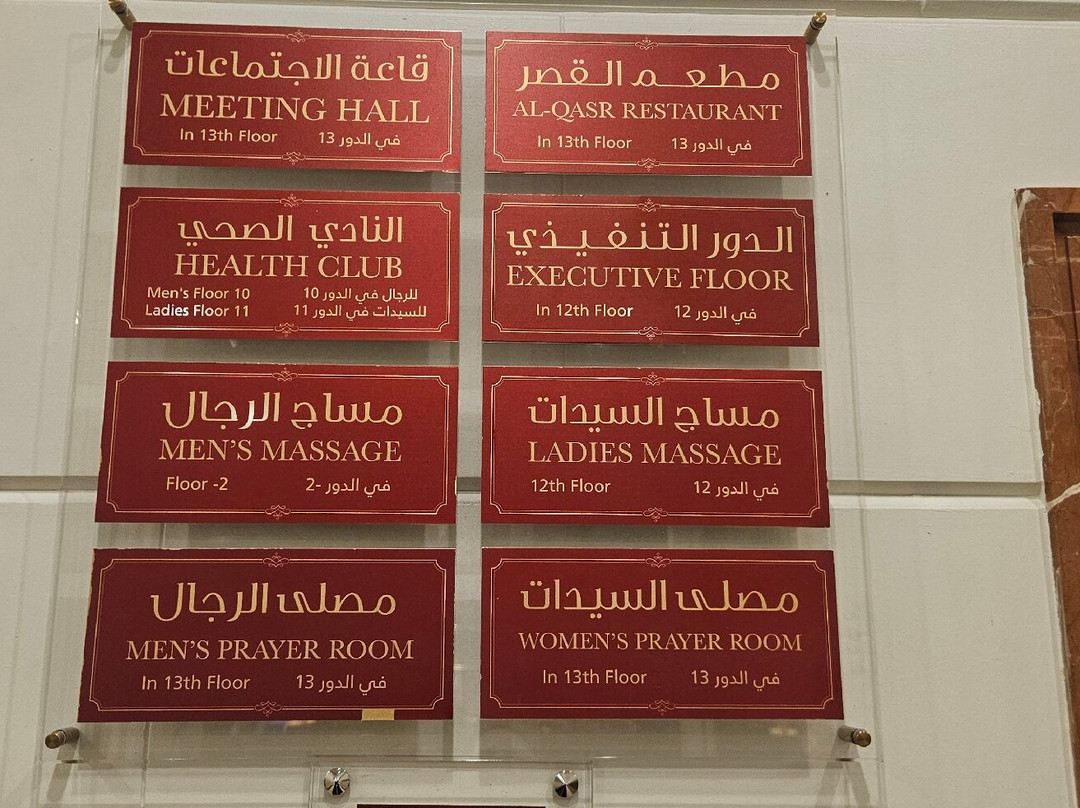 قاعة الاجتماعات
MEETING HALL
In 13th Floor في الدور 13
مطعم القصر
AL-QASR RESTAURANT
In 13th Floor في الدور 13
النادي الصحي
HEALTH CLUB
Men's Floor 10 للرجال في الدور 10
Ladies Floor 11 للسيدات في الدور 11
الدور التنفيذي
EXECUTIVE FLOOR
In 12th Floor في الدور 12
مساج الرجال
MEN'S MASSAGE
Floor -2 في الدور -2
مساج السيدات
LADIES MASSAGE
12th Floor في الدور 12
مصلى الرجال
MEN'S PRAYER ROOM
In 13th Floor في الدور 13
مصلى السيدات
WOMEN'S PRAYER ROOM
In 13th Floor في الدور 13